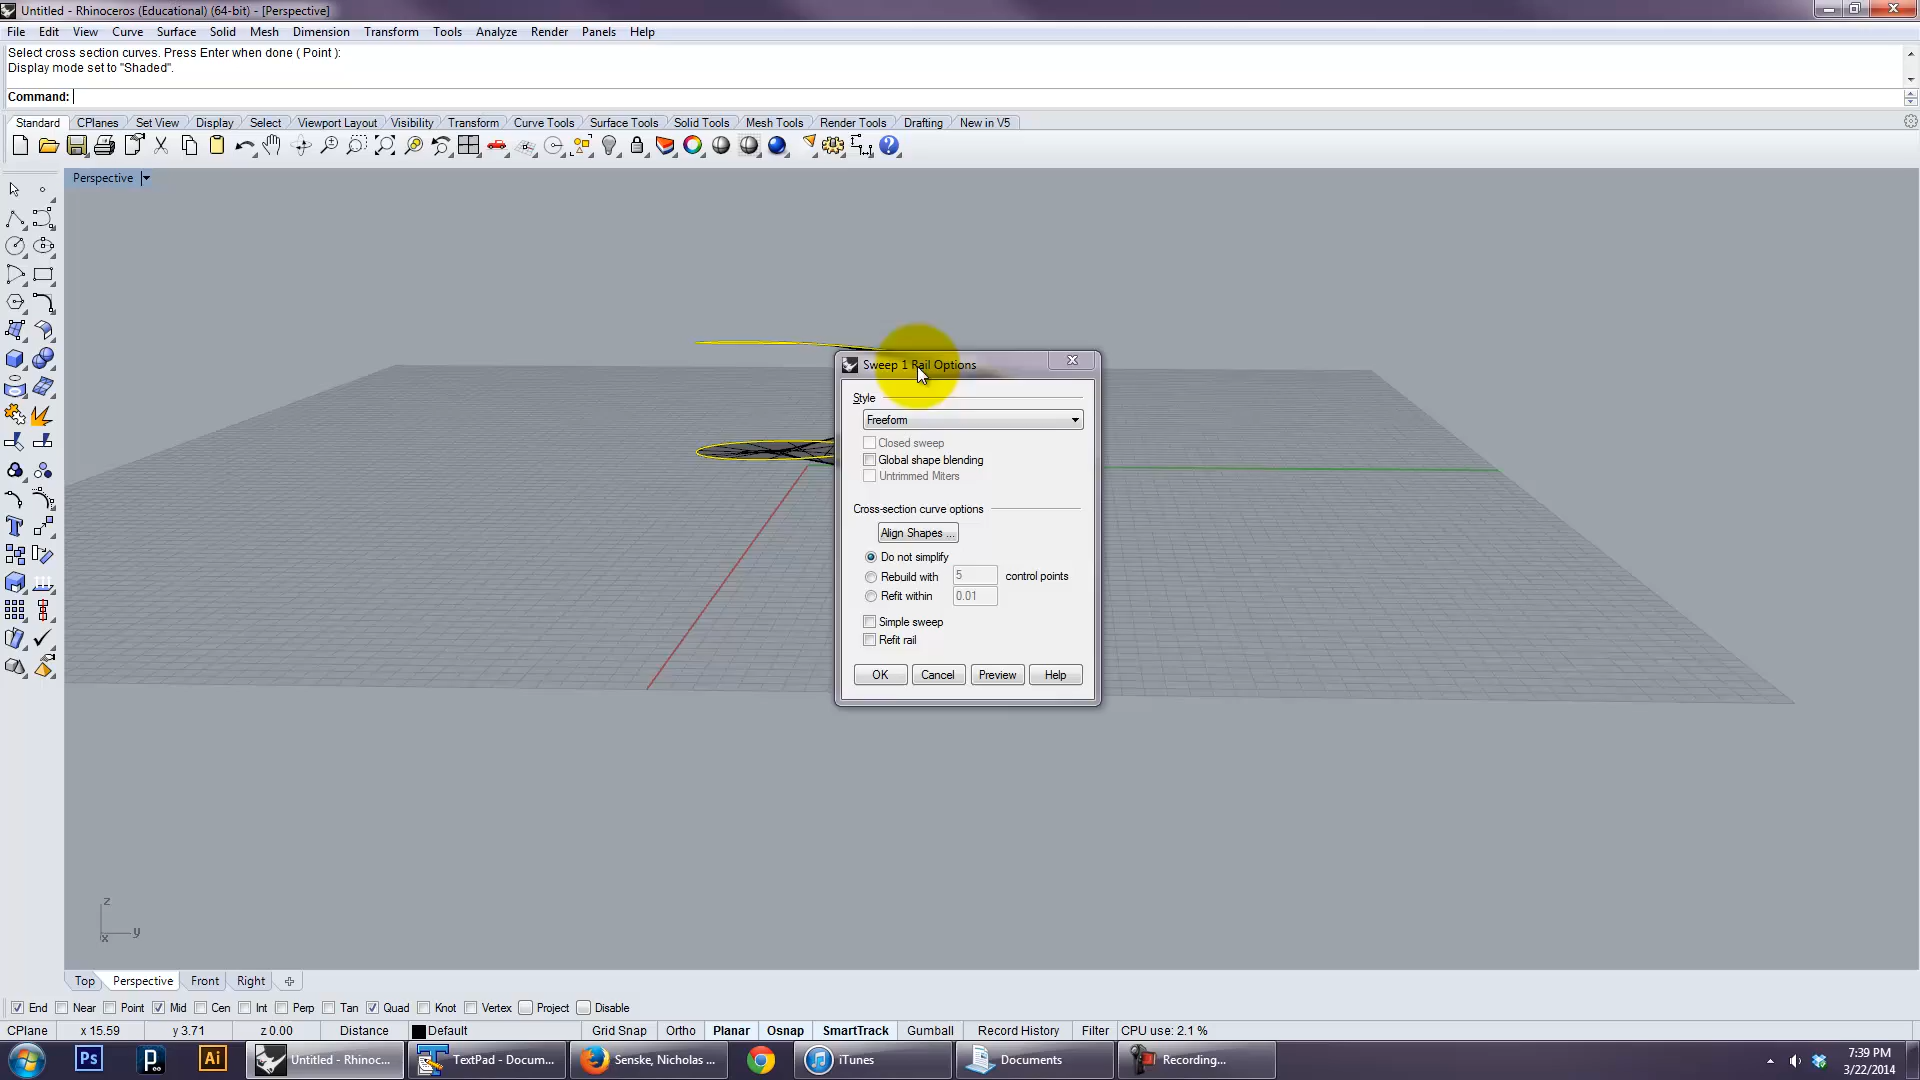 Untitled - Rhinoceros (Educational) (64-bit) - [Perspective]
File Edit View Curve Surface Solid Mesh Dimension Transform Tools Analyze Render Panels Help
Select cross section curves. Press Enter when done ( Point ):
Display mode set to "Shaded".
Command:
Standard CPlanes Set View Display Select Viewport Layout Visibility Transform Curve Tools Surface Tools Solid Tools Mesh Tools Render Tools Drafting New in V5
Perspective
Sweep 1 Rail Options
Style
Freeform
Closed sweep
Global shape blending
Untrimmed Miters
Cross-section curve options
Align Shapes ...
Do not simplify
Rebuild with 5 control points
Refit within 0.01
Simple sweep
Refit rail
OK Cancel Preview Help
z
x y
Top Perspective Front Right
End Near Point Mid Cen Int Perp Tan Quad Knot Vertex Project Disable
CPlane x 15.59 y 3.71 z 0.00 Distance Default Grid Snap Ortho Planar Osnap SmartTrack Gumball Record History Filter CPU use: 2.1 %
Ps Ai Untitled - Rhinoc... TextPad - Docum... Senske, Nicholas ... iTunes Documents Recording... 7:39 PM
3/22/2014